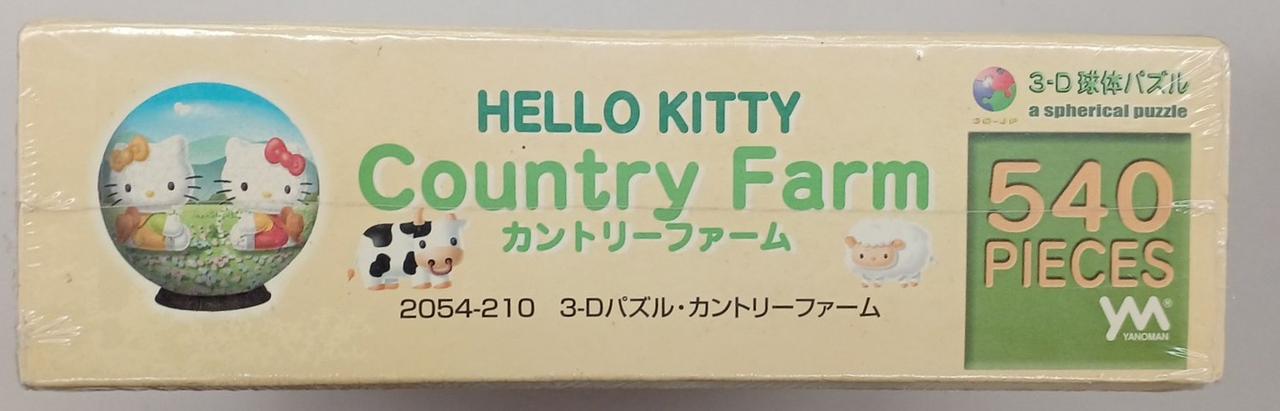 HELLO KITTY
Country Farm
カントリーファーム
2054-210 3-Dパズル・カントリーファーム
3-D 球体パズル
a spherical puzzle
540
PIECES
YM®
YANOMAN